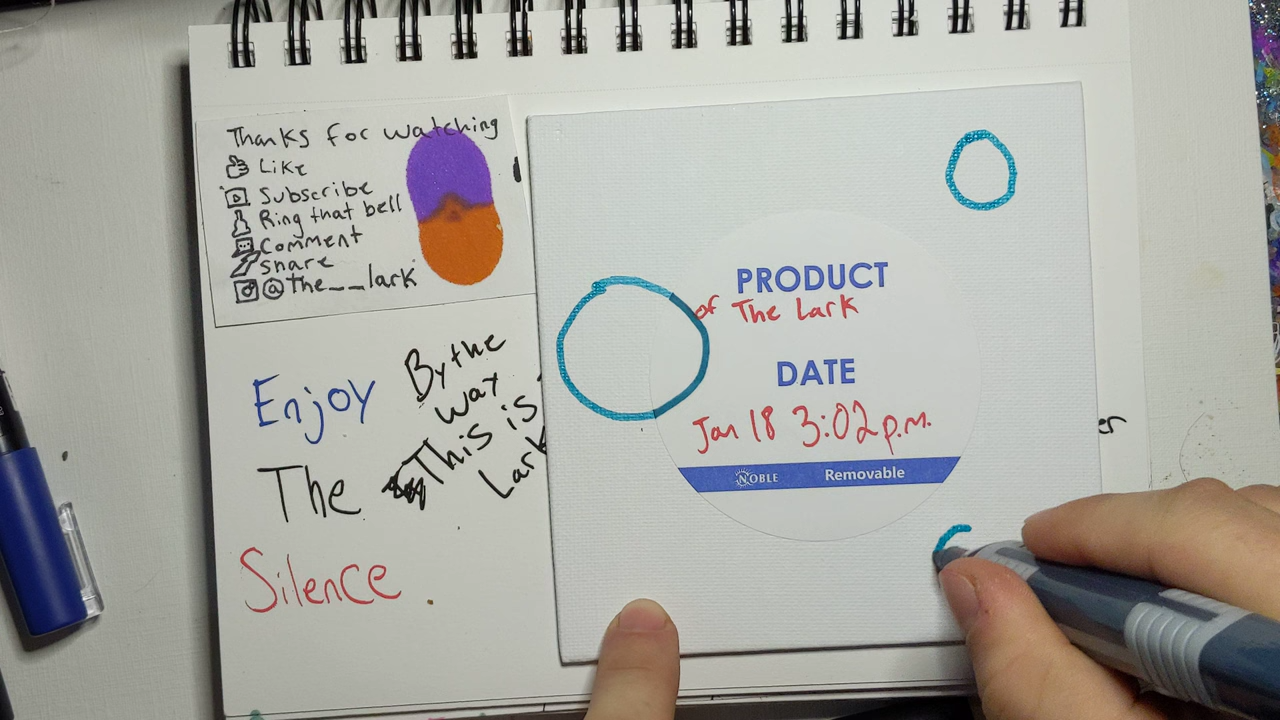 Thanks for watching
Like
Subscribe
Ring that bell
comment
share
@the__lark
Enjoy
The
Silence
By the
way
This is
Lark
PRODUCT
of The Lark
DATE
Jan 18 3:02 p.m.
NOBLE Removable
er